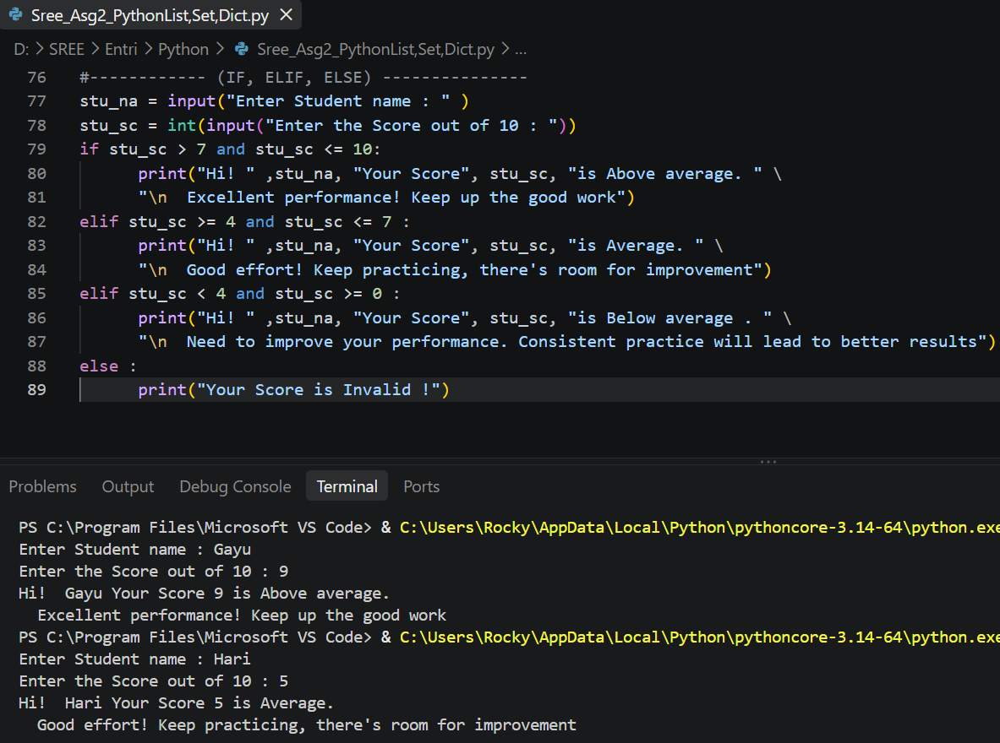 Sree_Asg2_PythonList,Set,Dict.py ×
D: > SREE > Entri > Python > Sree_Asg2_PythonList,Set,Dict.py > ...
76 #------------ (IF, ELIF, ELSE) ---------------
77 stu_na = input("Enter Student name : " )
78 stu_sc = int(input("Enter the Score out of 10 : "))
79 if stu_sc > 7 and stu_sc <= 10:
80 print("Hi! " ,stu_na, "Your Score", stu_sc, "is Above average. " \
81 "\n  Excellent performance! Keep up the good work")
82 elif stu_sc >= 4 and stu_sc <= 7 :
83 print("Hi! " ,stu_na, "Your Score", stu_sc, "is Average. " \
84 "\n  Good effort! Keep practicing, there's room for improvement")
85 elif stu_sc < 4 and stu_sc >= 0 :
86 print("Hi! " ,stu_na, "Your Score", stu_sc, "is Below average . " \
87 "\n  Need to improve your performance. Consistent practice will lead to better results")
88 else :
89 print("Your Score is Invalid !")
Problems Output Debug Console Terminal Ports
PS C:\Program Files\Microsoft VS Code> & C:\Users\Rocky\AppData\Local\Python\pythoncore-3.14-64\python.exe
Enter Student name : Gayu
Enter the Score out of 10 : 9
Hi!  Gayu Your Score 9 is Above average.
  Excellent performance! Keep up the good work
PS C:\Program Files\Microsoft VS Code> & C:\Users\Rocky\AppData\Local\Python\pythoncore-3.14-64\python.exe
Enter Student name : Hari
Enter the Score out of 10 : 5
Hi!  Hari Your Score 5 is Average.
  Good effort! Keep practicing, there's room for improvement